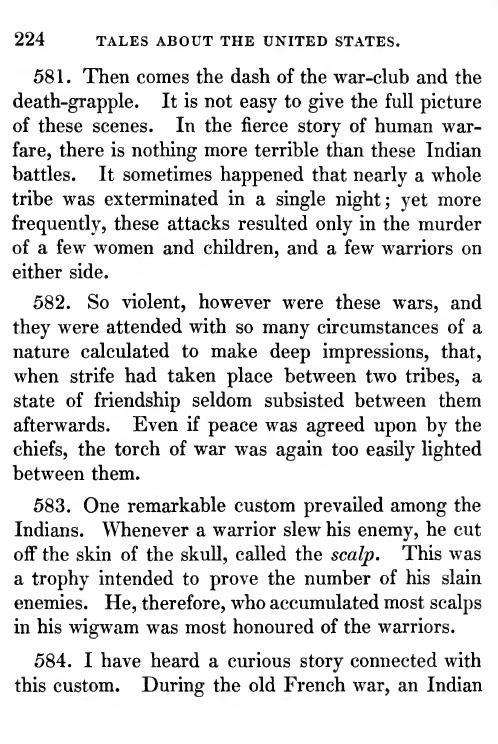 224 TALES ABOUT THE UNITED STATES.
581. Then comes the dash of the war-club and the
death-grapple. It is not easy to give the full picture
of these scenes. In the fierce story of human war-
fare, there is nothing more terrible than these Indian
battles. It sometimes happened that nearly a whole
tribe was exterminated in a single night; yet more
frequently, these attacks resulted only in the murder
of a few women and children, and a few warriors on
either side.
582. So violent, however were these wars, and
they were attended with so many circumstances of a
nature calculated to make deep impressions, that,
when strife had taken place between two tribes, a
state of friendship seldom subsisted between them
afterwards. Even if peace was agreed upon by the
chiefs, the torch of war was again too easily lighted
between them.
583. One remarkable custom prevailed among the
Indians. Whenever a warrior slew his enemy, he cut
off the skin of the skull, called the scalp. This was
a trophy intended to prove the number of his slain
enemies. He, therefore, who accumulated most scalps
in his wigwam was most honoured of the warriors.
584. I have heard a curious story connected with
this custom. During the old French war, an Indian